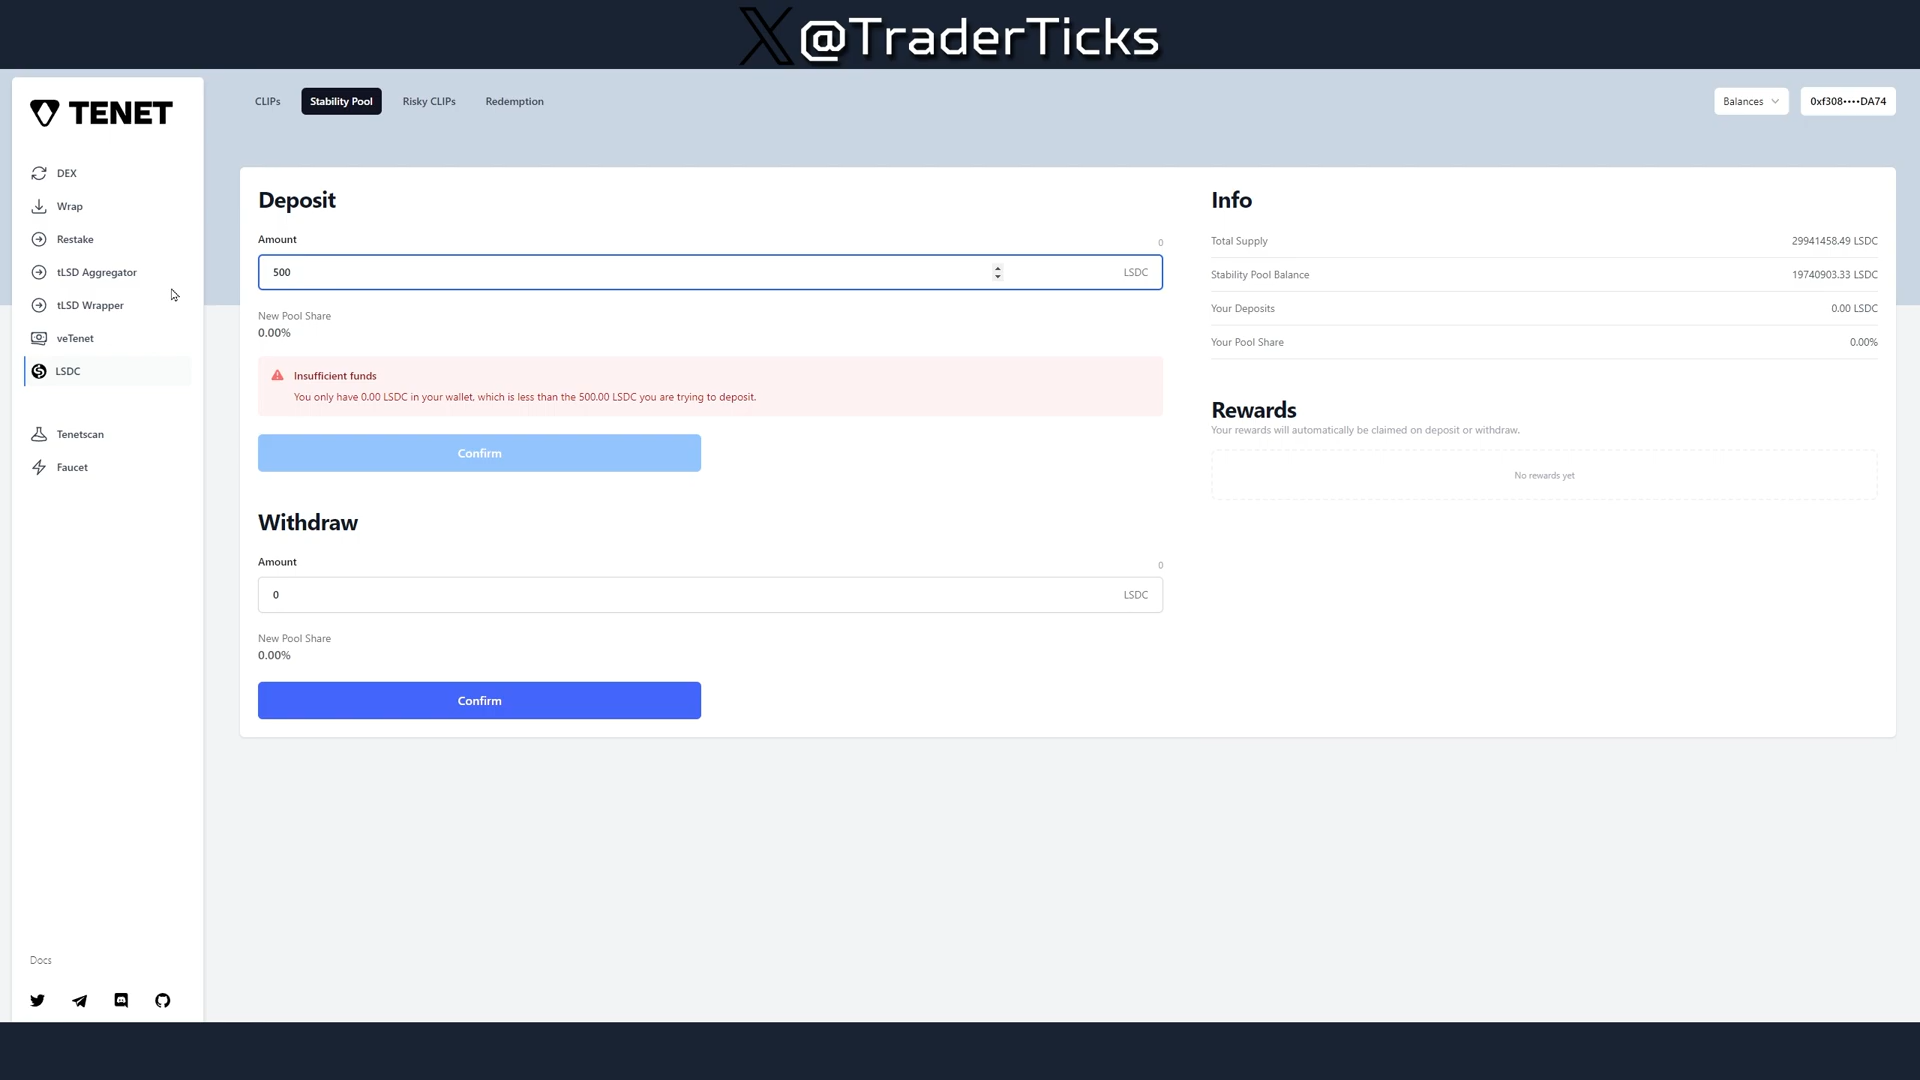 X@TraderTicks
TENET
CLIPs
Stability Pool
Risky CLIPs
Redemption
Balances
0xf308••••DA74
DEX
Wrap
Restake
tLSD Aggregator
tLSD Wrapper
veTenet
LSDC
Tenetscan
Faucet
Docs
Deposit
Amount
0
500
LSDC
New Pool Share
0.00%
Insufficient funds
You only have 0.00 LSDC in your wallet, which is less than the 500.00 LSDC you are trying to deposit.
Confirm
Withdraw
Amount
0
0
LSDC
New Pool Share
0.00%
Confirm
Info
Total Supply
29941458.49 LSDC
Stability Pool Balance
19740903.33 LSDC
Your Deposits
0.00 LSDC
Your Pool Share
0.00%
Rewards
Your rewards will automatically be claimed on deposit or withdraw.
No rewards yet